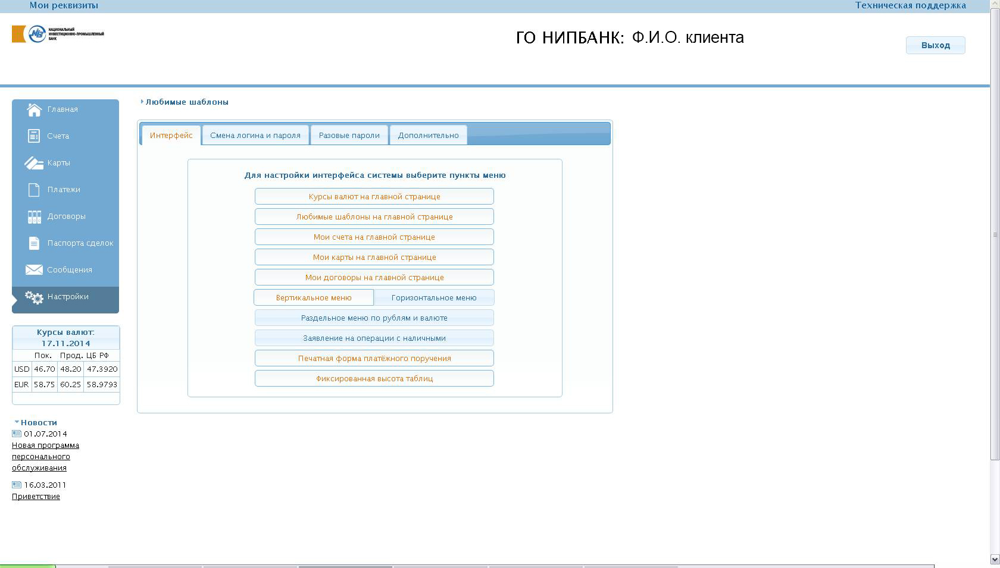 Мои реквизиты
Техническая поддержка
НАЦИОНАЛЬНЫЙ
ИНВЕСТИЦИОННО-ПРОМЫШЛЕННЫЙ
БАНК
ГО НИПБАНК: Ф.И.О. клиента
Выход
Главная
Счета
Карты
Платежи
Договоры
Паспорта сделок
Сообщения
Настройки
Курсы валют:
17.11.2014
Пок. Прод. ЦБ РФ
USD 46.70 48.20 47.3920
EUR 58.75 60.25 58.9793
Новости
01.07.2014
Новая программа
персонального
обслуживания
16.03.2011
Приветствие
Любимые шаблоны
Интерфейс Смена логина и пароля Разовые пароли Дополнительно
Для настройки интерфейса системы выберите пункты меню
Курсы валют на главной странице
Любимые шаблоны на главной странице
Мои счета на главной странице
Мои карты на главной странице
Мои договоры на главной странице
Вертикальное меню Горизонтальное меню
Раздельное меню по рублям и валюте
Заявление на операции с наличными
Печатная форма платёжного поручения
Фиксированная высота таблиц